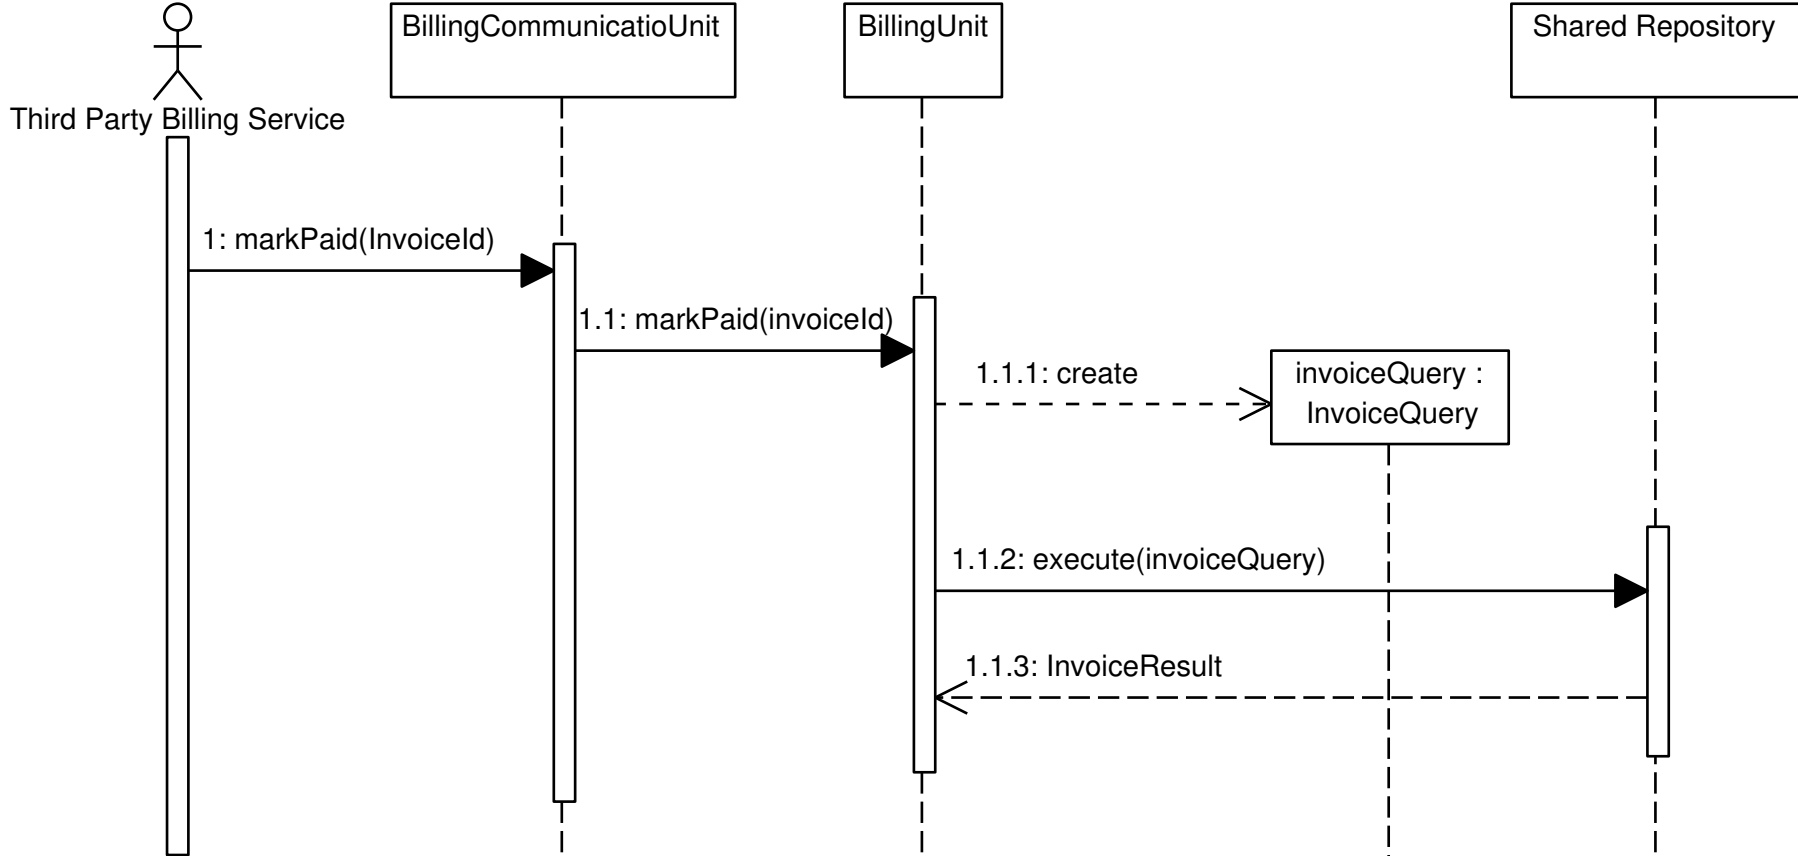 BillingCommunicatioUnit
BillingUnit
Shared Repository
Third Party Billing Service
1: markPaid(InvoiceId)
1.1: markPaid(invoiceId)
1.1.1: create
invoiceQuery :
InvoiceQuery
1.1.2: execute(invoiceQuery)
1.1.3: InvoiceResult